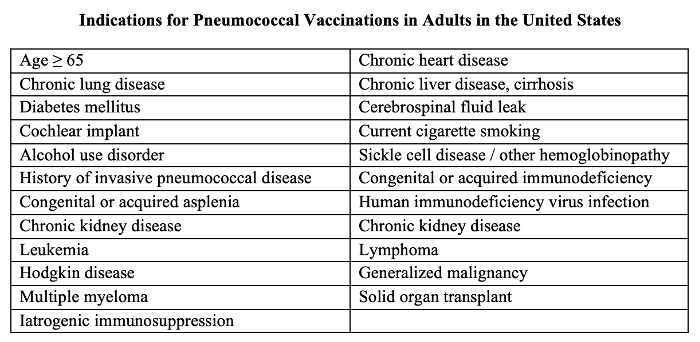 Indications for Pneumococcal Vaccinations in Adults in the United States
Age ≥ 65 Chronic heart disease
Chronic lung disease Chronic liver disease, cirrhosis
Diabetes mellitus Cerebrospinal fluid leak
Cochlear implant Current cigarette smoking
Alcohol use disorder Sickle cell disease / other hemoglobinopathy
History of invasive pneumococcal disease Congenital or acquired immunodeficiency
Congenital or acquired asplenia Human immunodeficiency virus infection
Chronic kidney disease Chronic kidney disease
Leukemia Lymphoma
Hodgkin disease Generalized malignancy
Multiple myeloma Solid organ transplant
Iatrogenic immunosuppression